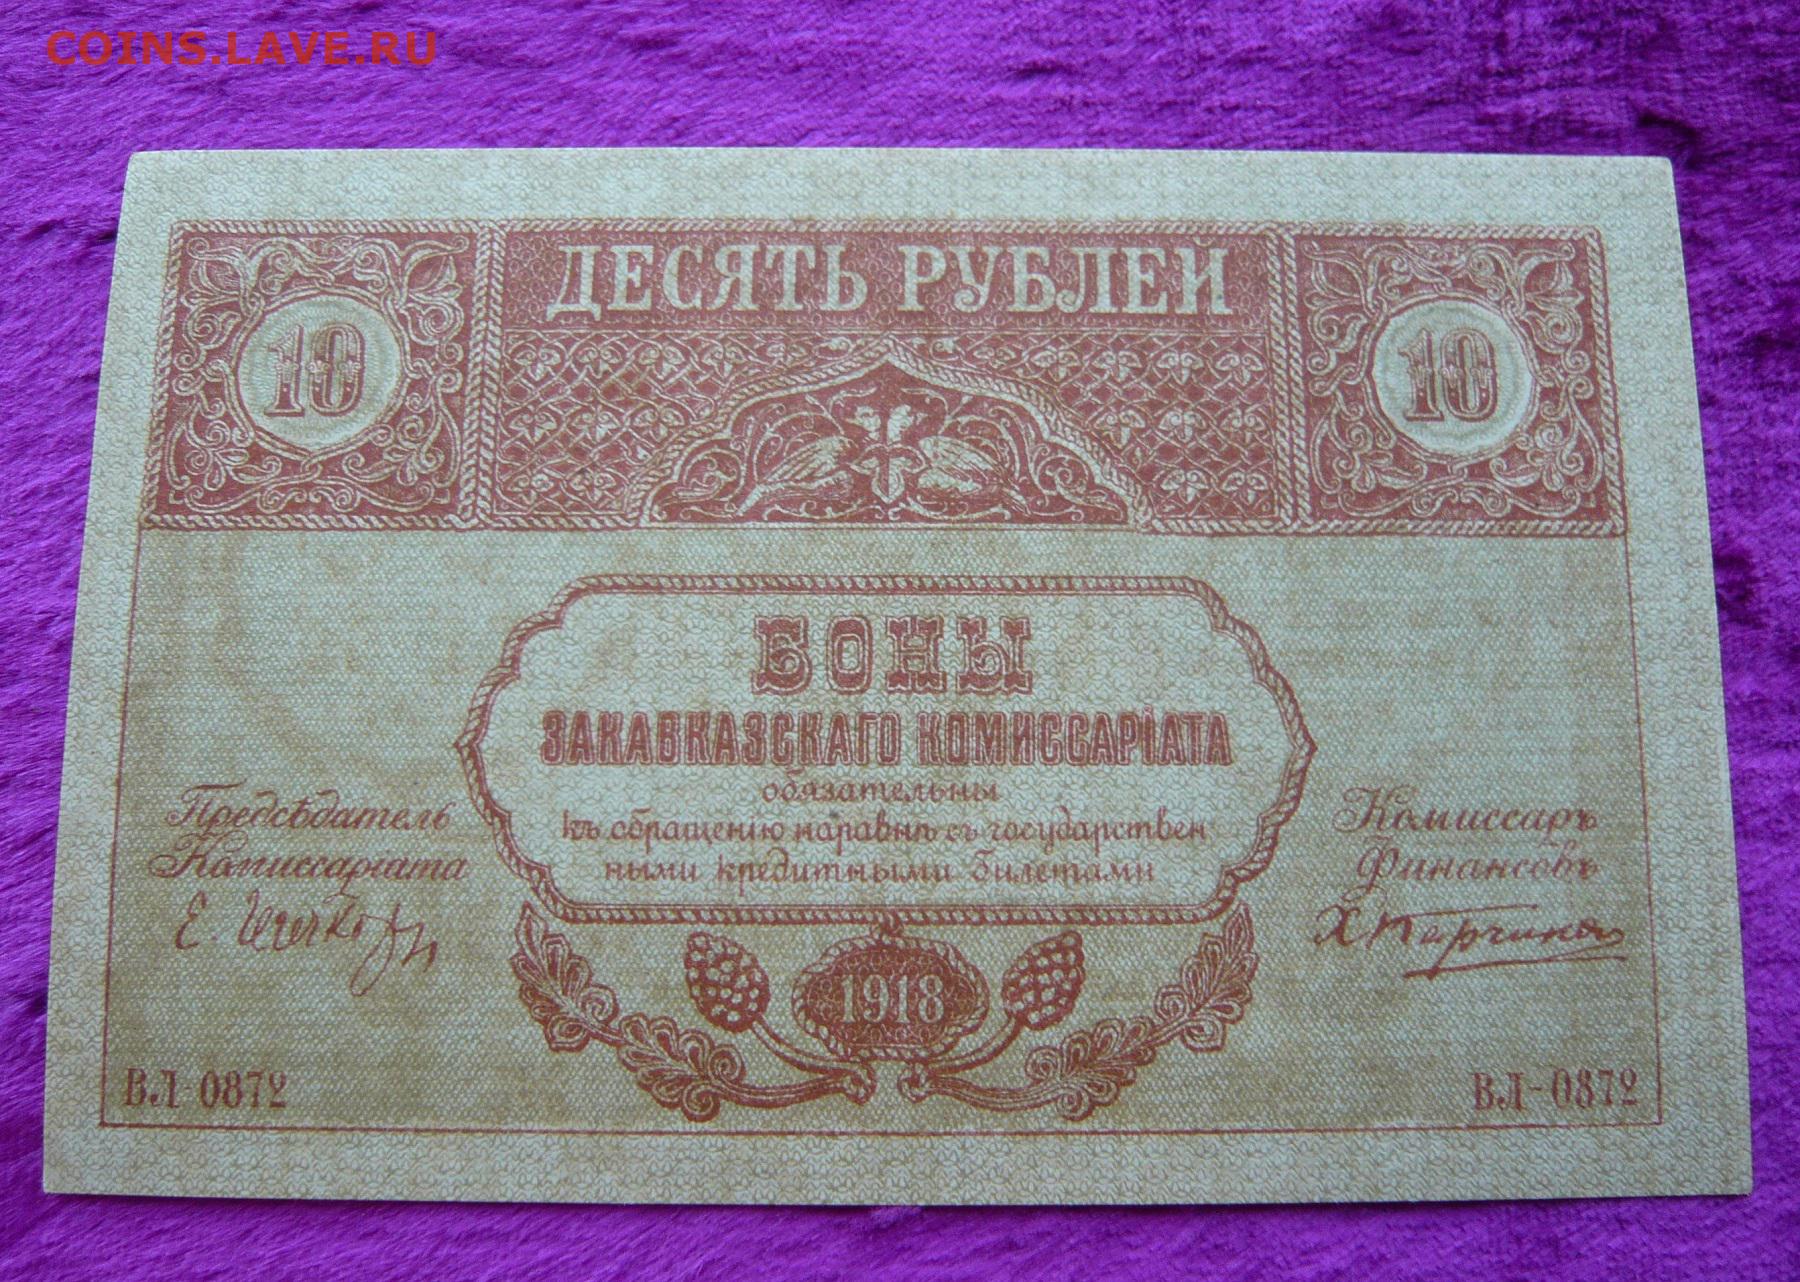 COINS.LAVE.RU
ДЕСЯТЬ РУБЛЕЙ
10
10
БОНЫ
ЗАКАВКАЗСКАГО КОМИССАРІАТА
обязательны
къ обращенію наравнѣ съ государствен
ными кредитными билетами
Предсѣдатель
Комиссаріата
Комиссаръ
Финансовъ
1918
ВЛ-0872
ВЛ-0872